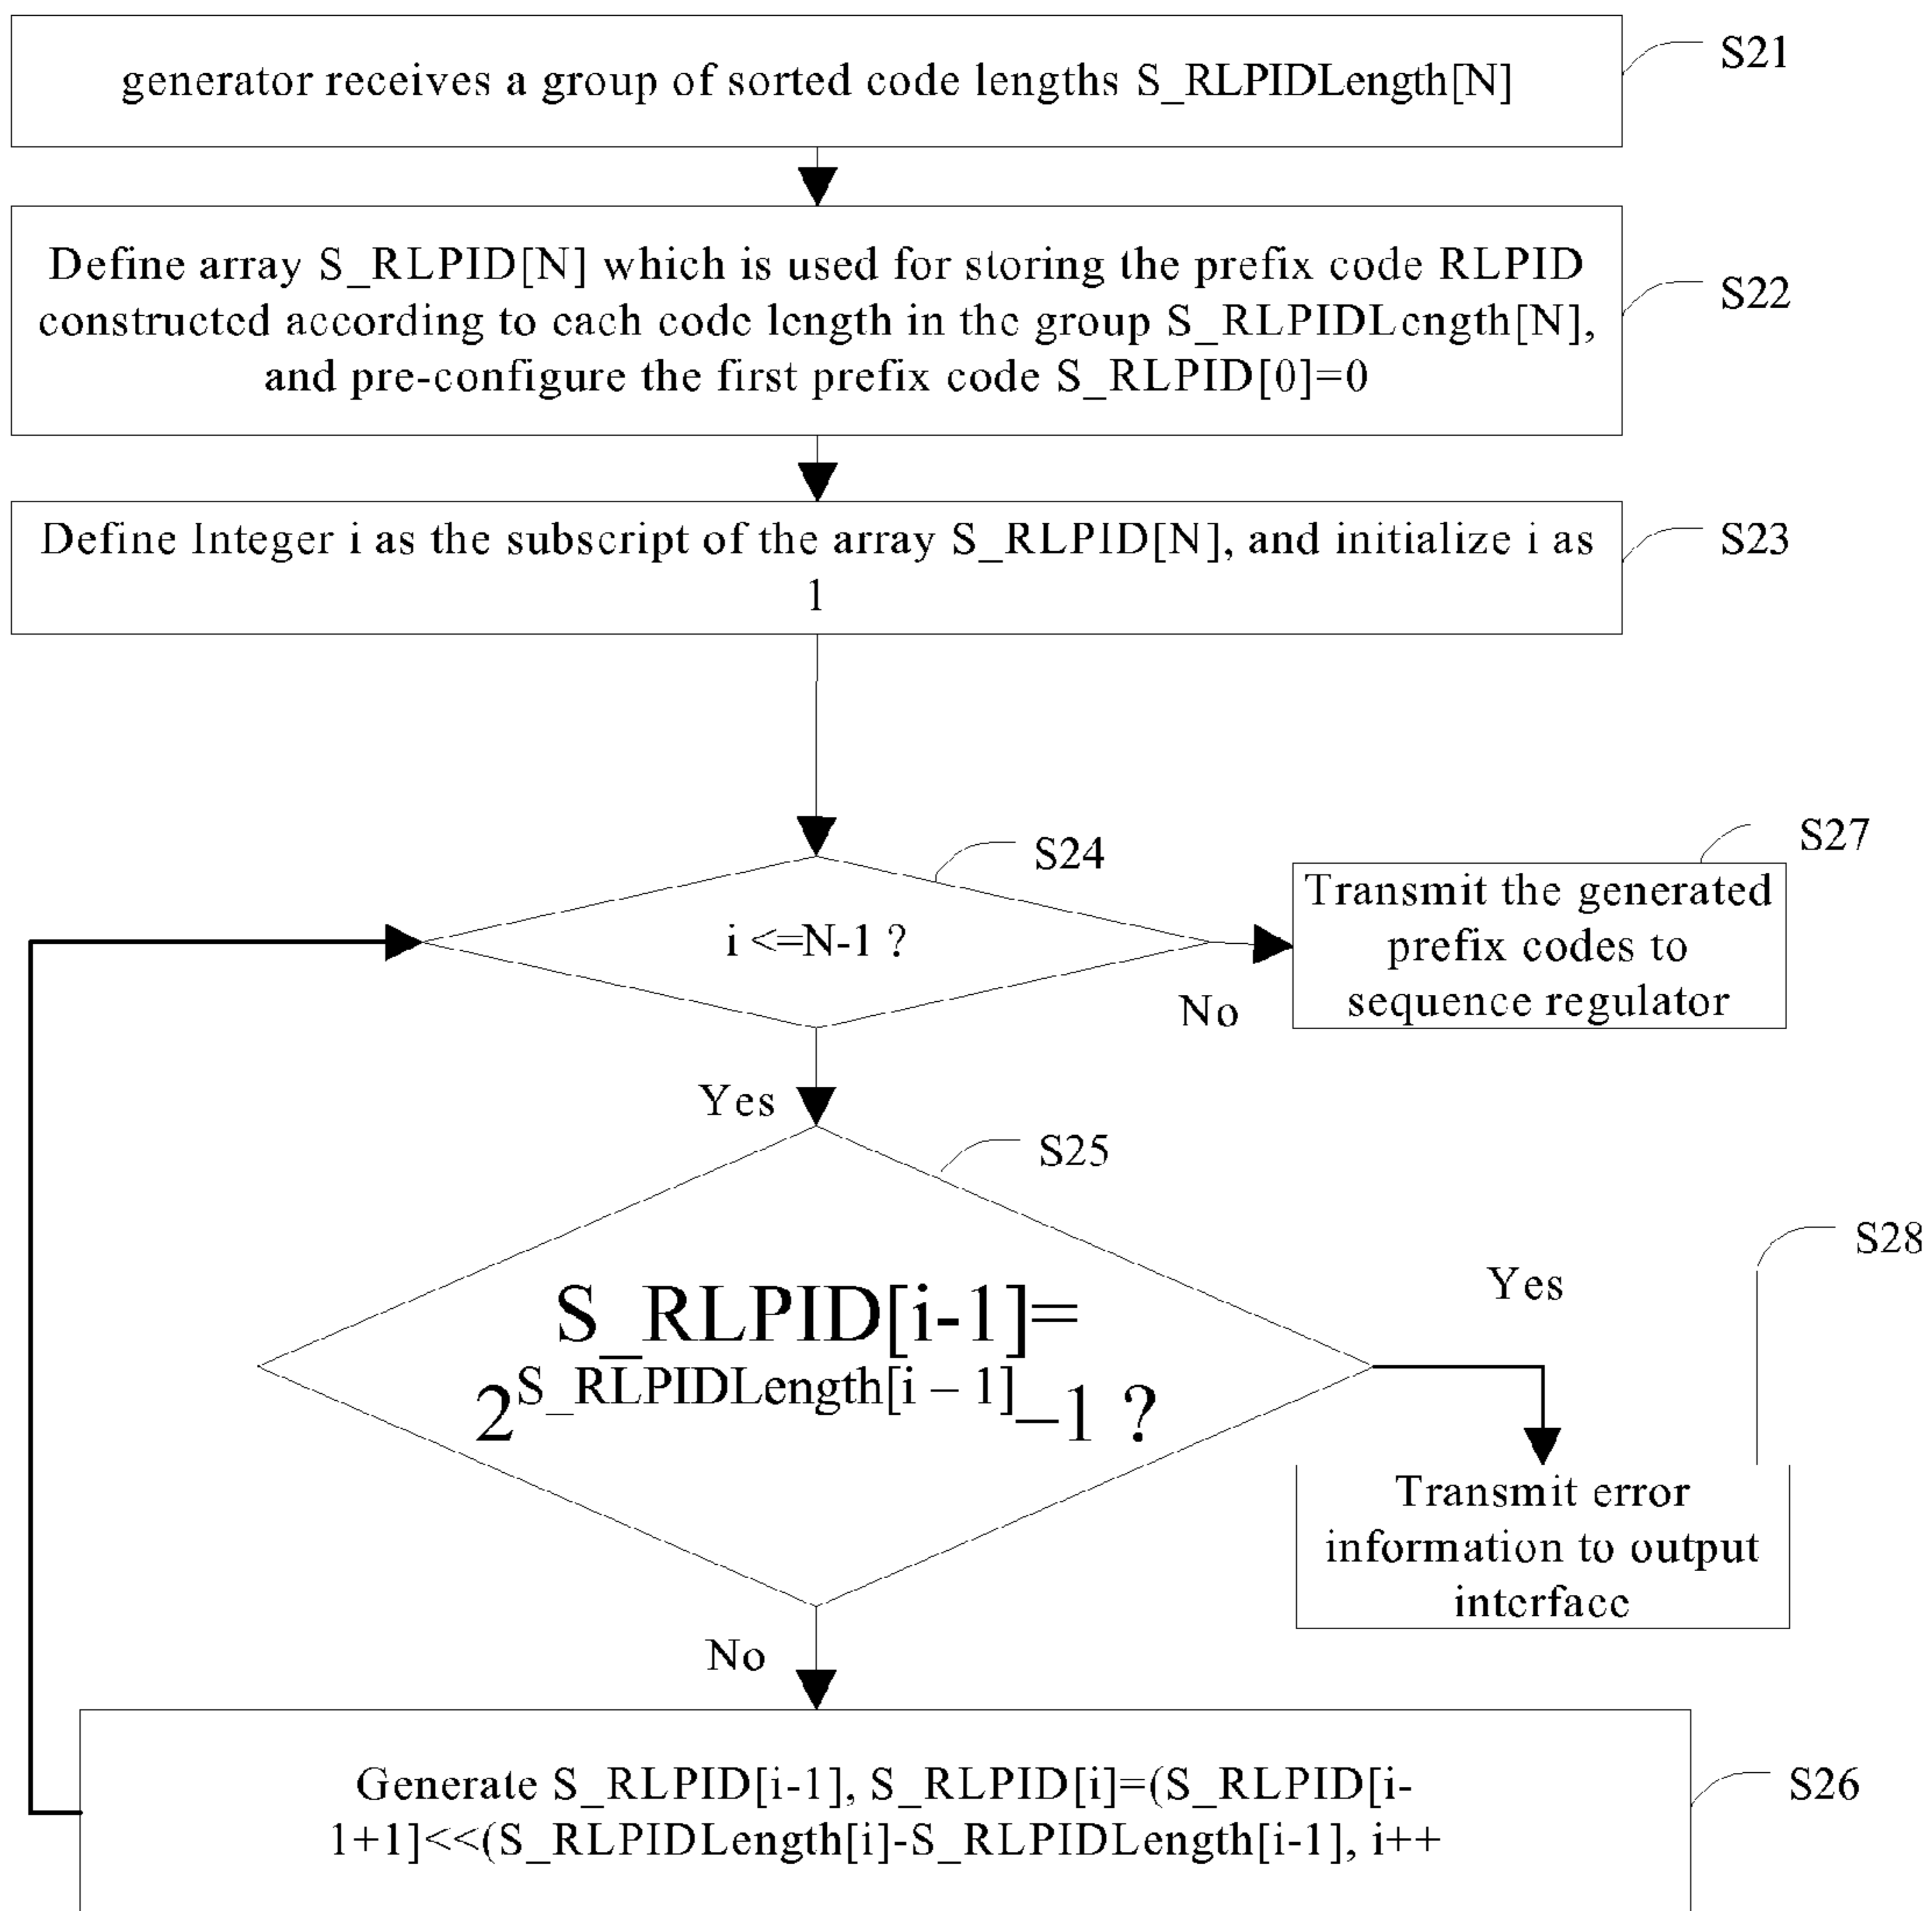 generator receives a group of sorted code lengths S_RLPIDLength[N]
S21
Define array S_RLPID[N] which is used for storing the prefix code RLPID
constructed according to each code length in the group S_RLPIDLength[N],
and pre-configure the first prefix code S_RLPID[0]=0
S22
Define Integer i as the subscript of the array S_RLPID[N], and initialize i as
1
S23
i <=N-1 ?
S24
No
Transmit the generated
prefix codes to
sequence regulator
S27
Yes
S_RLPID[i-1]=
2^S_RLPIDLength[i – 1]–1 ?
S25
Yes
Transmit error
information to output
interface
S28
No
Generate S_RLPID[i-1], S_RLPID[i]=(S_RLPID[i-
1+1]<<(S_RLPIDLength[i]-S_RLPIDLength[i-1], i++
S26